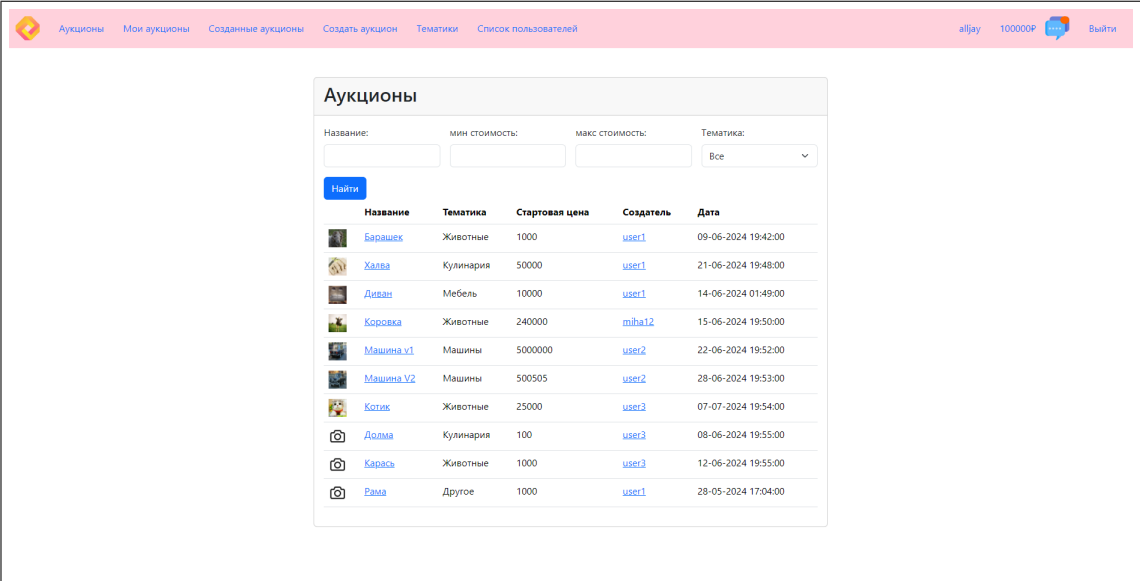 Аукционы Мои аукционы Созданные аукционы Создать аукцион Тематики Список пользователей alljay 100000₽ Выйти
Аукционы
Название: мин стоимость: макс стоимость: Тематика:
Все
Найти
Название Тематика Стартовая цена Создатель Дата
Барашек Животные 1000 user1 09-06-2024 19:42:00
Халва Кулинария 50000 user1 21-06-2024 19:48:00
Диван Мебель 10000 user1 14-06-2024 01:49:00
Коровка Животные 240000 miha12 15-06-2024 19:50:00
Машина v1 Машины 5000000 user2 22-06-2024 19:52:00
Машина V2 Машины 500505 user2 28-06-2024 19:53:00
Котик Животные 25000 user3 07-07-2024 19:54:00
Долма Кулинария 100 user3 08-06-2024 19:55:00
Карась Животные 1000 user3 12-06-2024 19:55:00
Рама Другое 1000 user1 28-05-2024 17:04:00